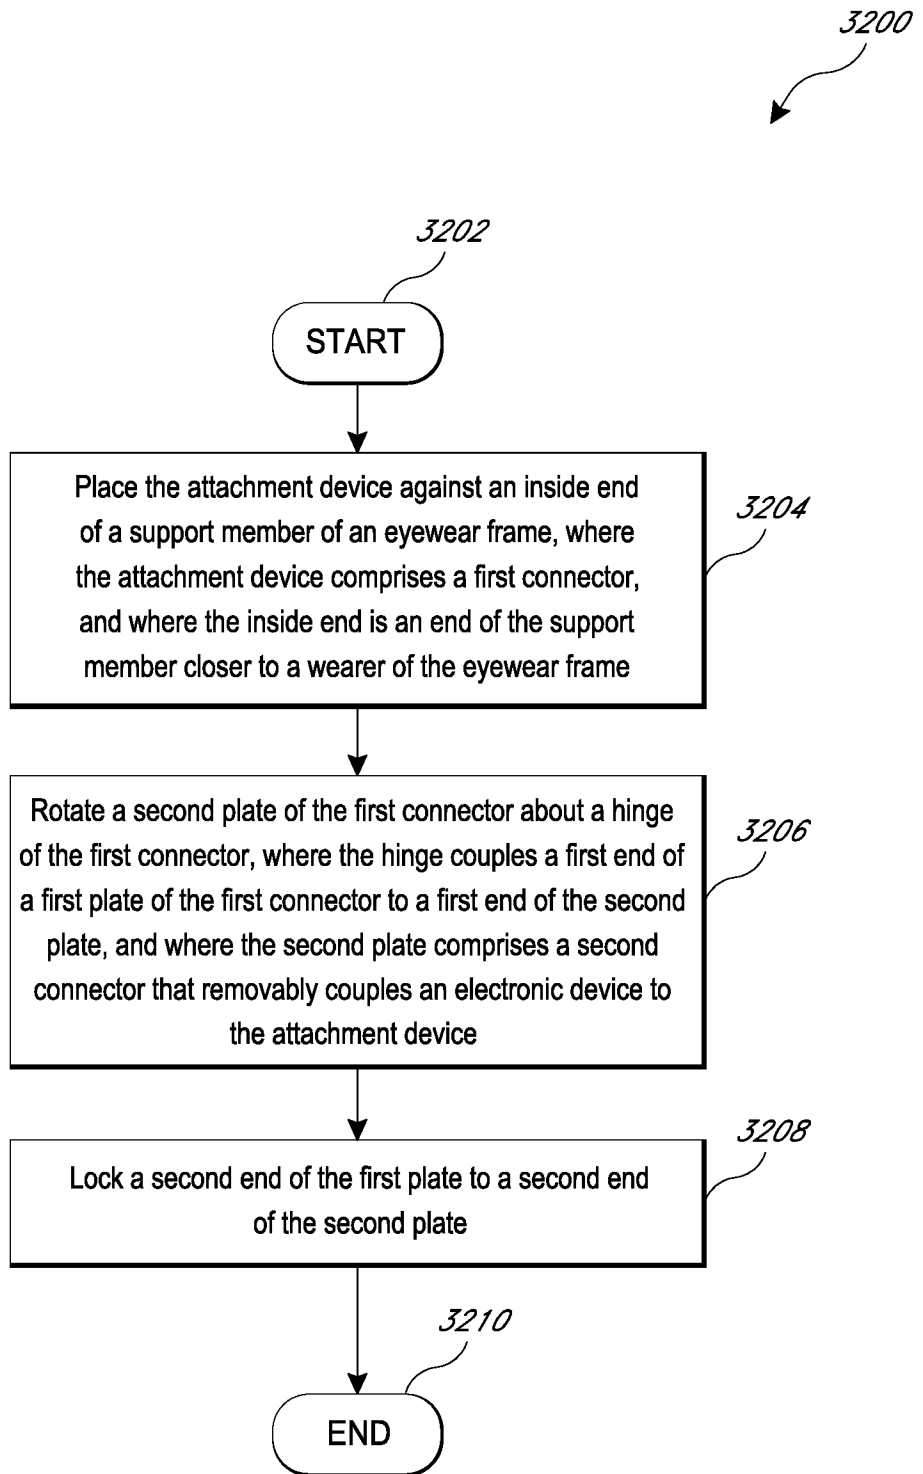 3200
3202
START
Place the attachment device against an inside end
of a support member of an eyewear frame, where
the attachment device comprises a first connector,
and where the inside end is an end of the support
member closer to a wearer of the eyewear frame
3204
Rotate a second plate of the first connector about a hinge
of the first connector, where the hinge couples a first end of
a first plate of the first connector to a first end of the second
plate, and where the second plate comprises a second
connector that removably couples an electronic device to
the attachment device
3206
Lock a second end of the first plate to a second end
of the second plate
3208
3210
END